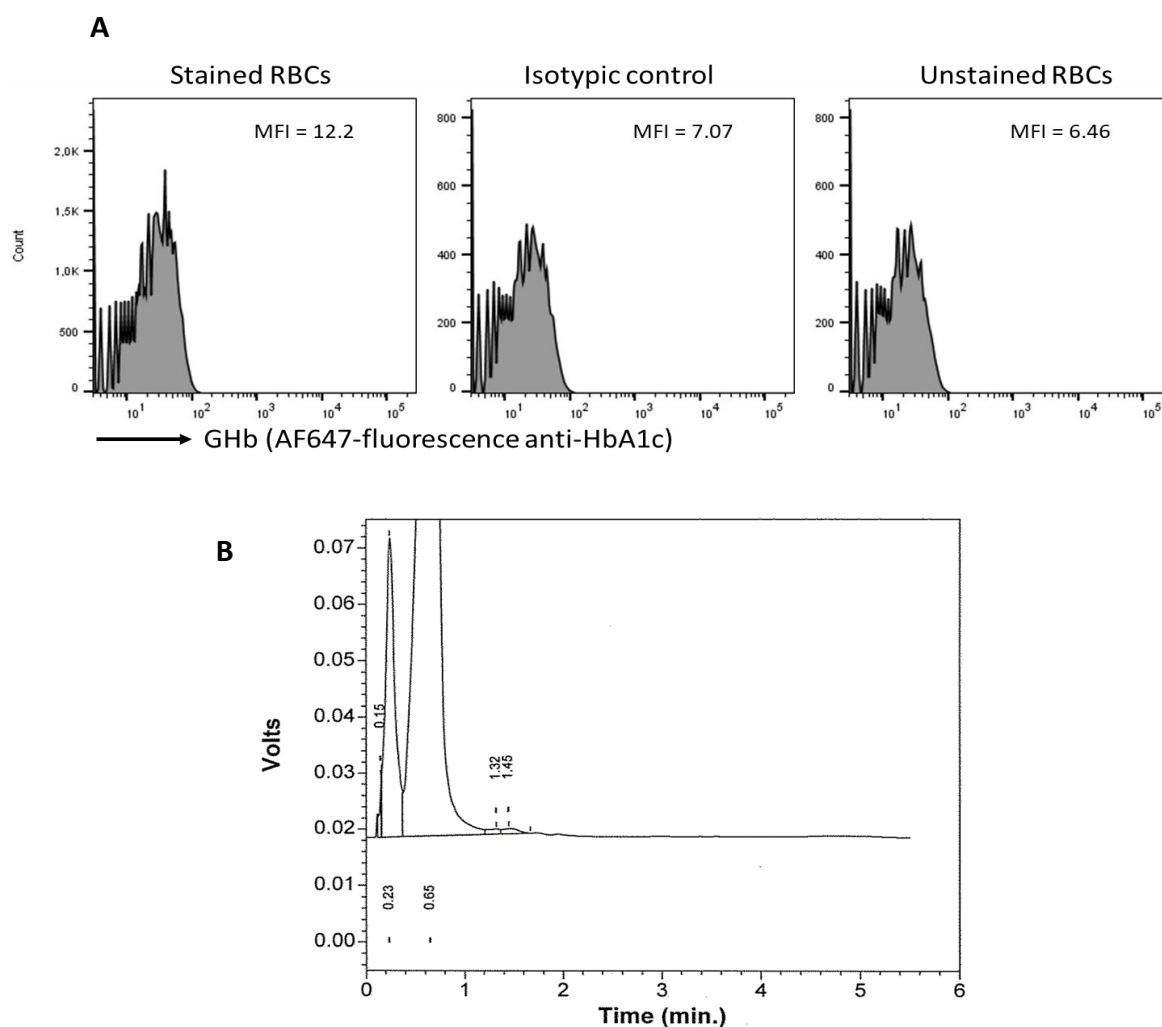 A
Stained RBCs
Isotypic control
Unstained RBCs
MFI = 12.2
MFI = 7.07
MFI = 6.46
2,0K
1,5K
1,0K
500
0
Count
10^1 10^2 10^3 10^4 10^5
800
600
400
200
0
10^1 10^2 10^3 10^4 10^5
800
600
400
200
0
10^1 10^2 10^3 10^4 10^5
GHb (AF647-fluorescence anti-HbA1c)
B
0.07
0.06
0.05
0.04
0.03
0.02
0.01
0.00
Volts
0.15
1.32
1.45
0.23
0.65
0 1 2 3 4 5 6
Time (min.)